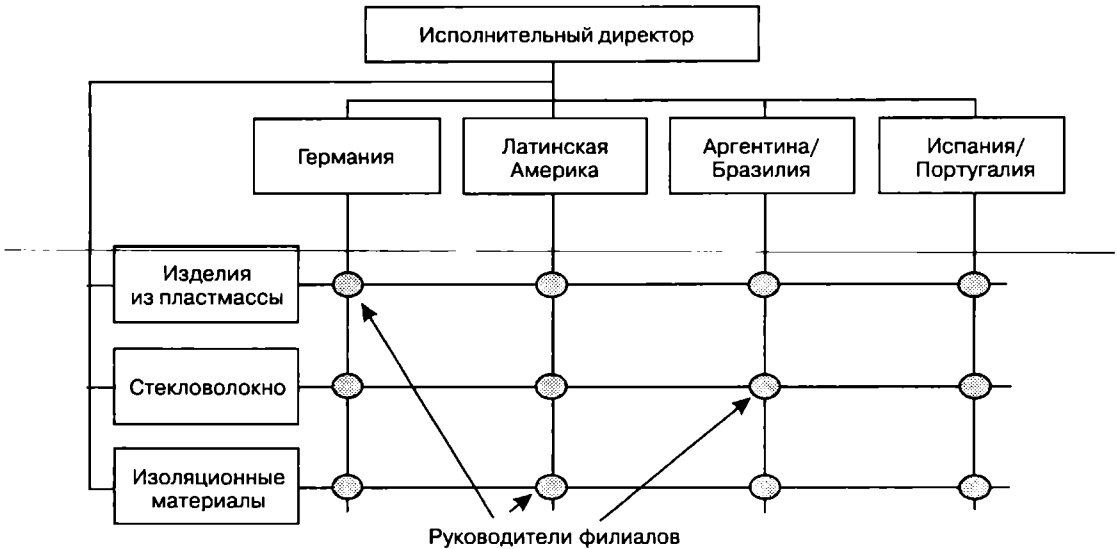 Исполнительный директор
Германия
Латинская
Америка
Аргентина/
Бразилия
Испания/
Португалия
Изделия
из пластмассы
Стекловолокно
Изоляционные
материалы
Руководители филиалов